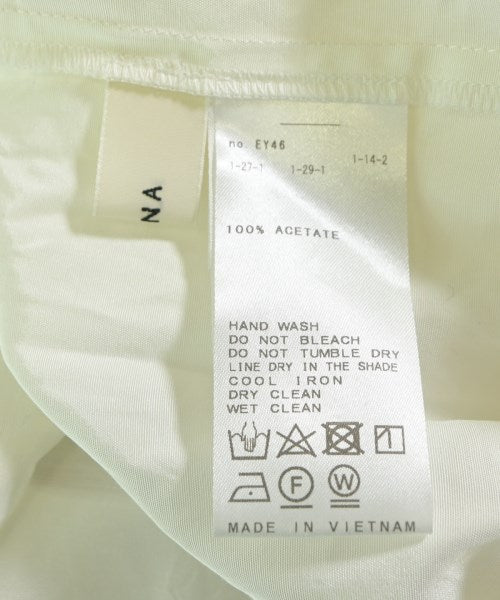 no EY46
1-27-1 1-29-1 1-14-2
100% ACETATE
HAND WASH
DO NOT BLEACH
DO NOT TUMBLE DRY
LINE DRY IN THE SHADE
COOL IRON
DRY CLEAN
WET CLEAN
F W
MADE IN VIETNAM
NA